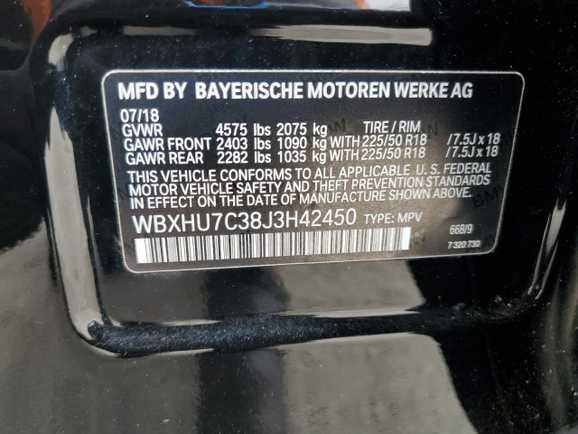 MFD BY BAYERISCHE MOTOREN WERKE AG
07/18
GVWR 4575 lbs 2075 kg TIRE / RIM
GAWR FRONT 2403 lbs 1090 kg WITH 225/50 R18 /7.5J x 18
GAWR REAR 2282 lbs 1035 kg WITH 225/50 R18 /7.5J x 18
THIS VEHICLE CONFORMS TO ALL APPLICABLE U. S. FEDERAL
MOTOR VEHICLE SAFETY AND THEFT PREVENTION STANDARDS
IN EFFECT ON THE DATE OF MANUFACTURE SHOWN ABOVE.
WBXHU7C38J3H42450 TYPE: MPV
668/9
7 320 730